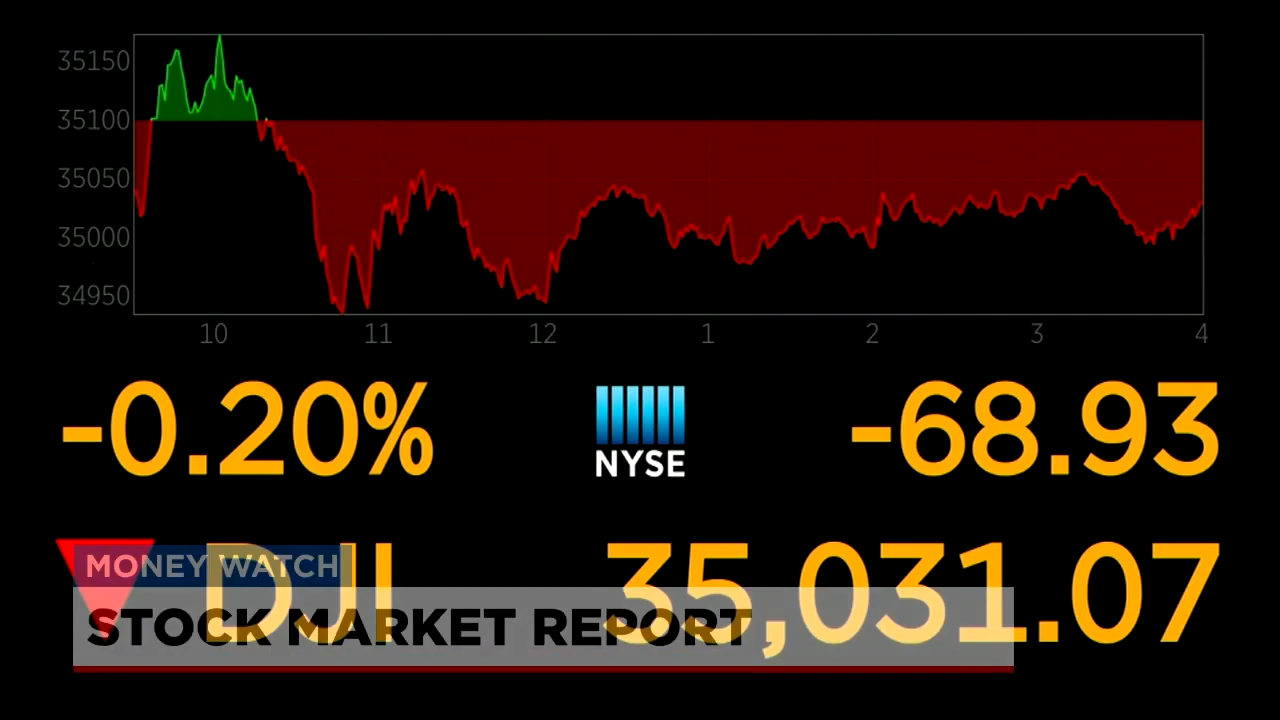 35150
35100
35050
35000
34950
10 11 12 1 2 3 4
-0.20% NYSE -68.93
DJI 35,031.07
MONEY WATCH
STOCK MARKET REPORT